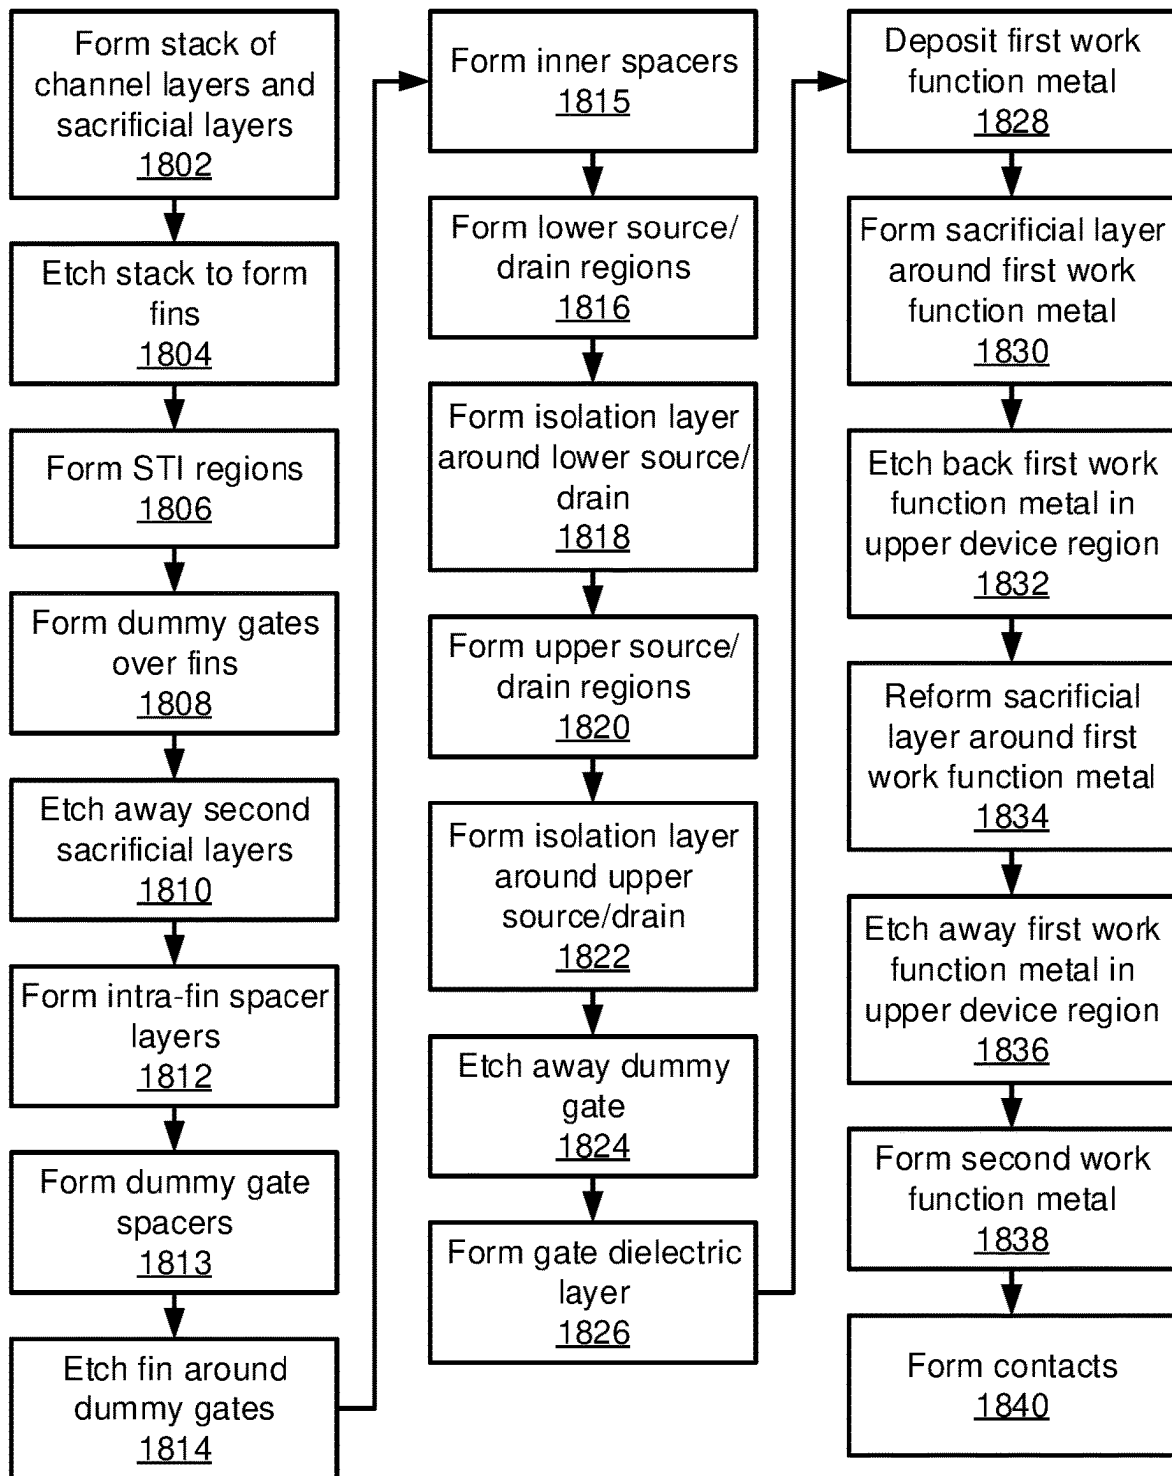 Form stack of
channel layers and
sacrificial layers
1802
Etch stack to form
fins
1804
Form STI regions
1806
Form dummy gates
over fins
1808
Etch away second
sacrificial layers
1810
Form intra-fin spacer
layers
1812
Form dummy gate
spacers
1813
Etch fin around
dummy gates
1814
Form inner spacers
1815
Form lower source/
drain regions
1816
Form isolation layer
around lower source/
drain
1818
Form upper source/
drain regions
1820
Form isolation layer
around upper
source/drain
1822
Etch away dummy
gate
1824
Form gate dielectric
layer
1826
Deposit first work
function metal
1828
Form sacrificial layer
around first work
function metal
1830
Etch back first work
function metal in
upper device region
1832
Reform sacrificial
layer around first
work function metal
1834
Etch away first work
function metal in
upper device region
1836
Form second work
function metal
1838
Form contacts
1840